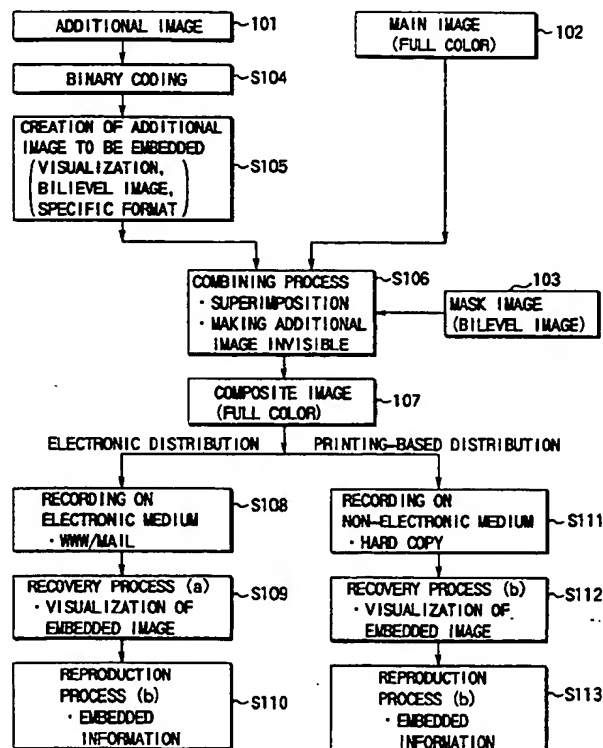 ADDITIONAL IMAGE
101
MAIN IMAGE
(FULL COLOR)
102
BINARY CODING
S104
CREATION OF ADDITIONAL
IMAGE TO BE EMBEDDED
(VISUALIZATION,
BILIEVEL IMAGE,
SPECIFIC FORMAT)
S105
COMBINING PROCESS
· SUPERIMPOSITION
· MAKING ADDITIONAL
IMAGE INVISIBLE
S106
103
MASK IMAGE
(BILEVEL IMAGE)
COMPOSITE IMAGE
(FULL COLOR)
107
ELECTRONIC DISTRIBUTION
PRINTING-BASED DISTRIBUTION
RECORDING ON
ELECTRONIC MEDIUM
· WWW/MAIL
S108
RECORDING ON
NON-ELECTRONIC MEDIUM
· HARD COPY
S111
RECOVERY PROCESS (a)
· VISUALIZATION OF
EMBEDDED IMAGE
S109
RECOVERY PROCESS (b)
· VISUALIZATION OF
EMBEDDED IMAGE
S112
REPRODUCTION
PROCESS (b)
· EMBEDDED
INFORMATION
S110
REPRODUCTION
PROCESS (b)
· EMBEDDED
INFORMATION
S113